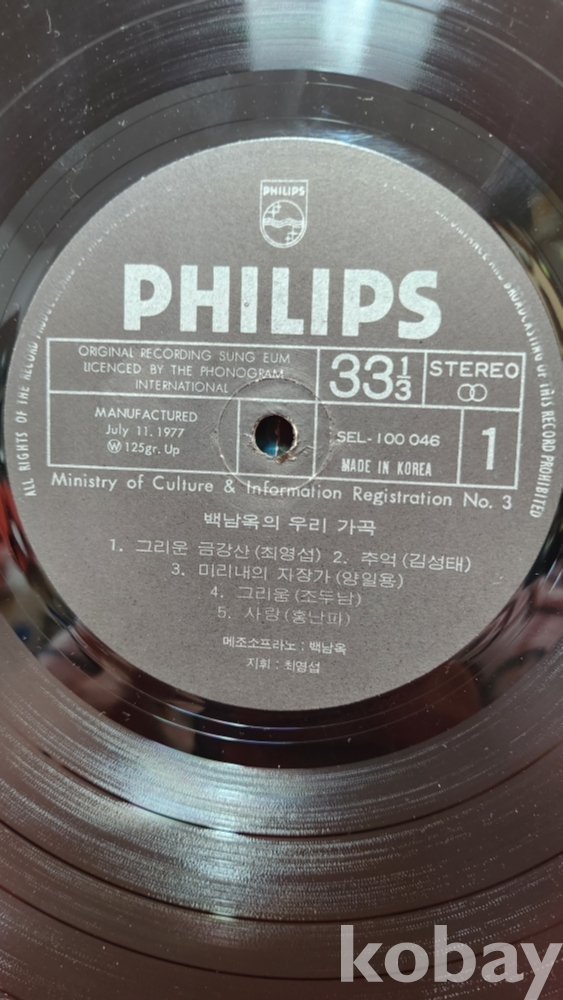 PHILIPS
PHILIPS
ORIGINAL RECORDING SUNG EUM
LICENCED BY THE PHONOGRAM
INTERNATIONAL
33 1/3
STEREO
MANUFACTURED
July 11. 1977
Ⓦ 125gr. Up
SEL-100 046
MADE IN KOREA
1
Ministry of Culture & Information Registration No. 3
백남옥의 우리 가곡
1. 그리운 금강산 (최영섭) 2. 추억 (김성태)
3. 미리내의 자장가 (양일용)
4. 그리움 (조두남)
5. 사랑 (홍난파)
메조소프라노 : 백남옥
지휘 : 최영섭
ALL RIGHTS OF THE RECORD
AND BROADCASTING OF THIS RECORD PROHIBITED
kobay